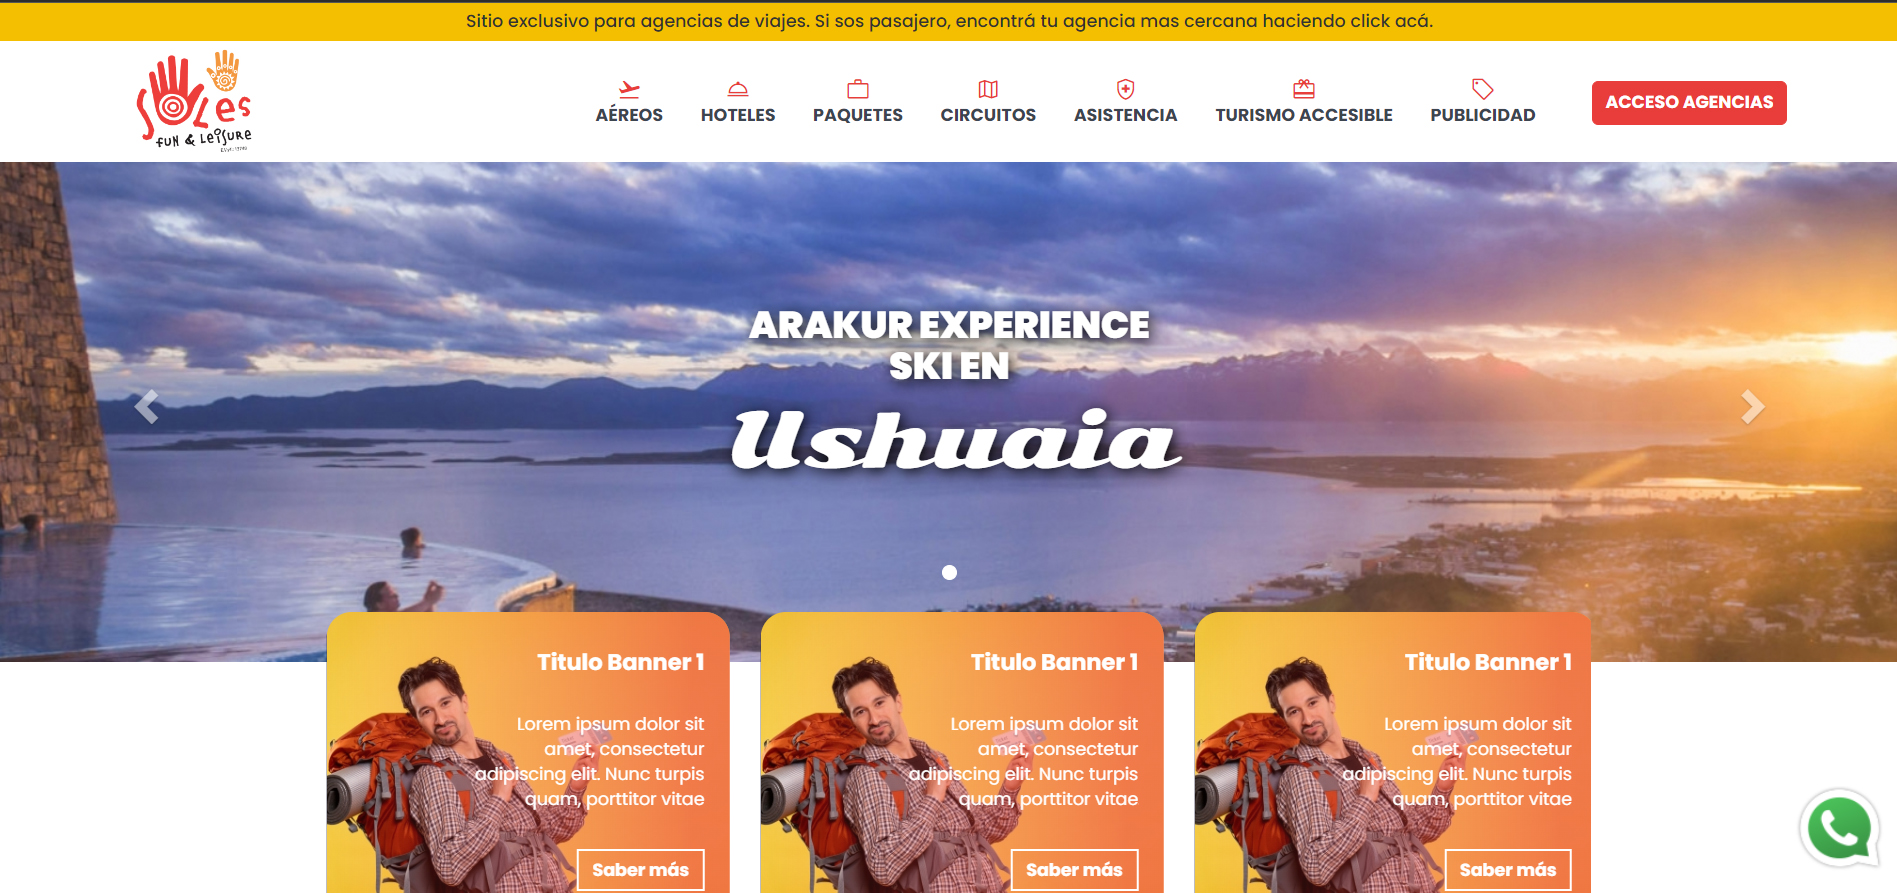 Sitio exclusivo para agencias de viajes. Si sos pasajero, encontrá tu agencia mas cercana haciendo click acá.
SOLES
FUN & LEISURE
AÉREOS
HOTELES
PAQUETES
CIRCUITOS
ASISTENCIA
TURISMO ACCESIBLE
PUBLICIDAD
ACCESO AGENCIAS
ARAKUR EXPERIENCE
SKI EN
Ushuaia
Titulo Banner 1
Lorem ipsum dolor sit
amet, consectetur
adipiscing elit. Nunc turpis
quam, porttitor vitae
Saber más
Titulo Banner 1
Lorem ipsum dolor sit
amet, consectetur
adipiscing elit. Nunc turpis
quam, porttitor vitae
Saber más
Titulo Banner 1
Lorem ipsum dolor sit
amet, consectetur
adipiscing elit. Nunc turpis
quam, porttitor vitae
Saber más